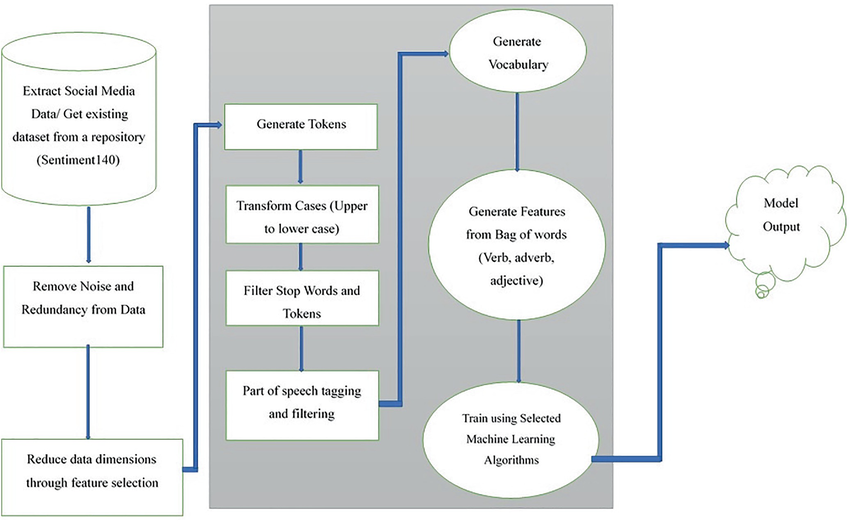 Extract Social Media
Data/ Get existing
dataset from a repository
(Sentiment140)
Remove Noise and
Redundancy from Data
Reduce data dimensions
through feature selection
Generate Tokens
Transform Cases (Upper
to lower case)
Filter Stop Words and
Tokens
Part of speech tagging
and filtering
Generate
Vocabulary
Generate Features
from Bag of words
(Verb, adverb,
adjective)
Train using Selected
Machine Learning
Algorithms
Model
Output